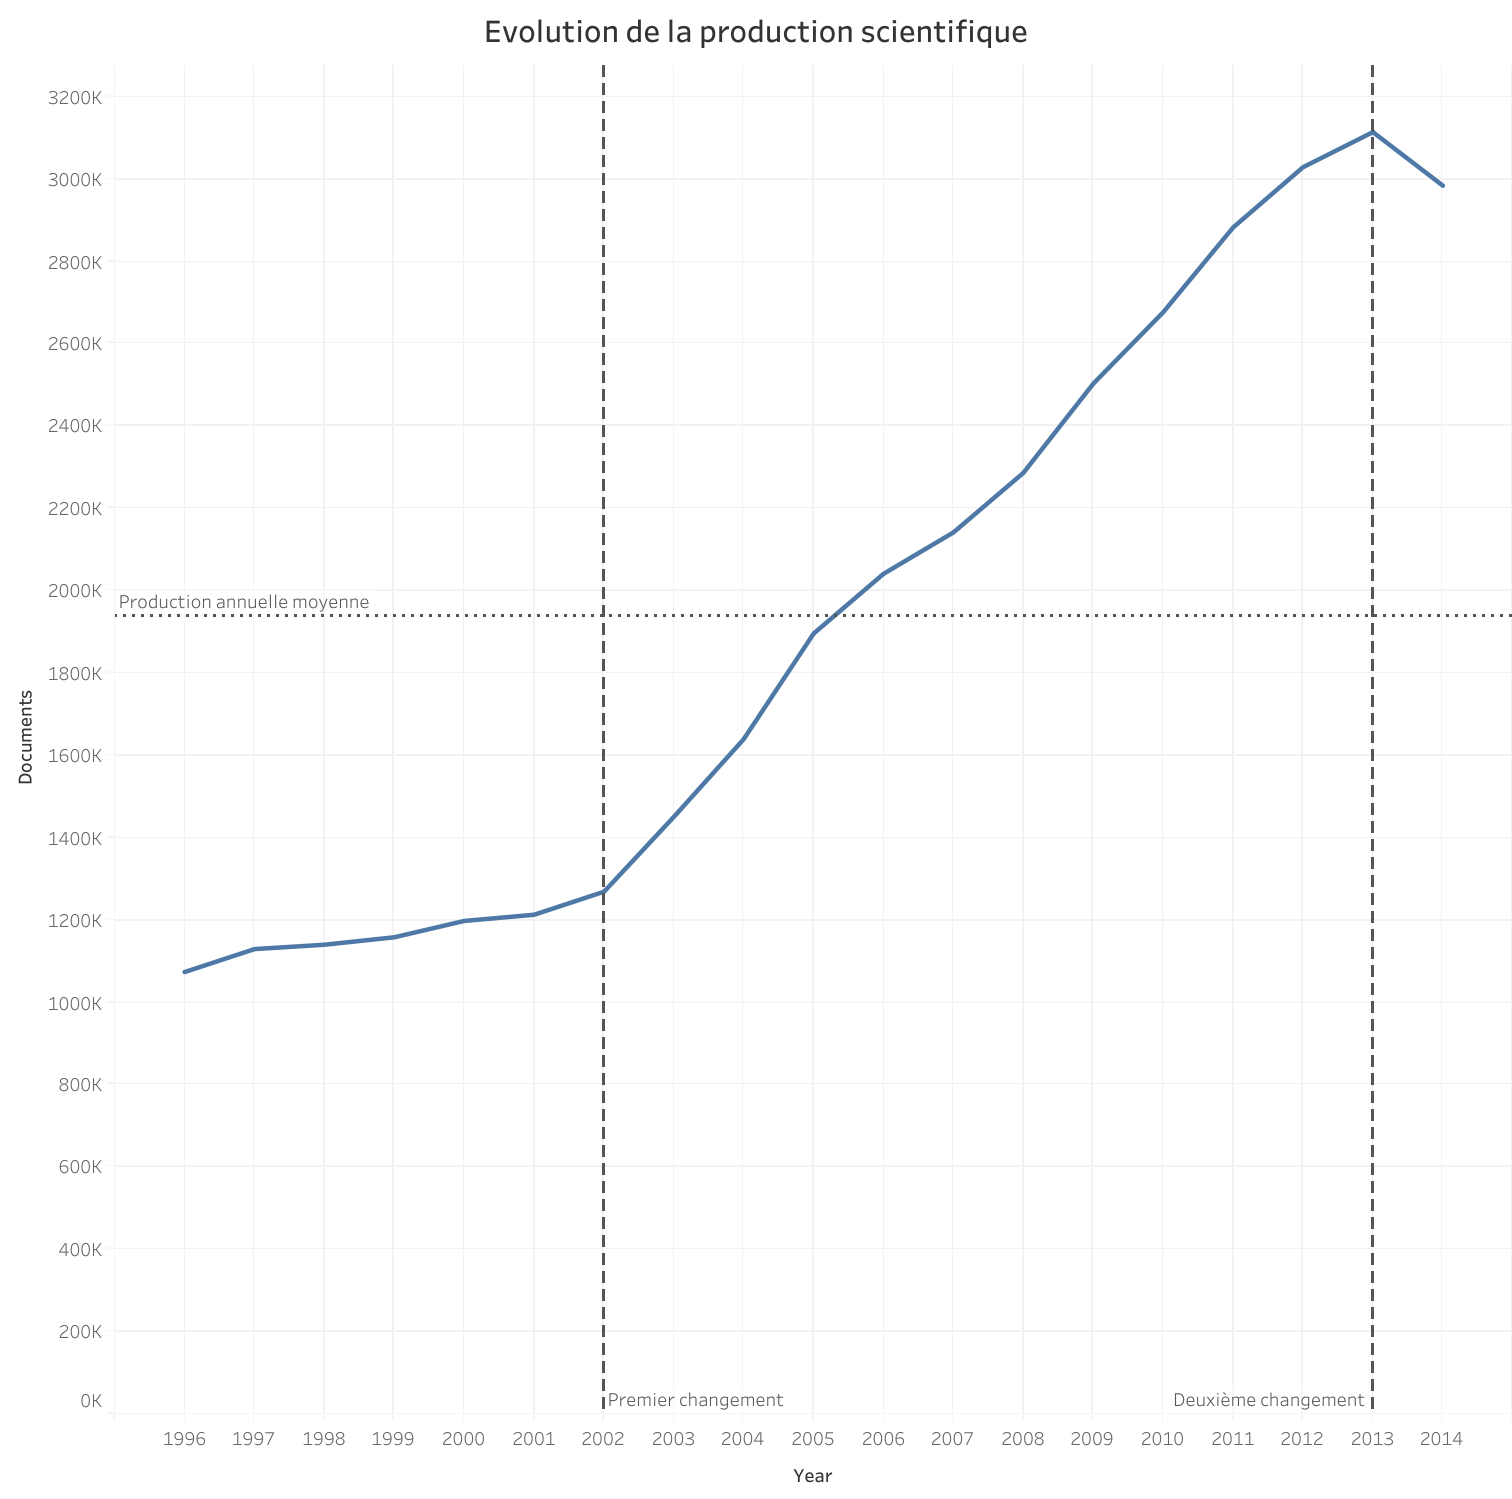 Evolution de la production scientifique
3200K
3000K
2800K
2600K
2400K
2200K
2000K
Production annuelle moyenne
1800K
1600K
1400K
1200K
1000K
800K
600K
400K
200K
0K
Documents
Premier changement
Deuxième changement
1996 1997 1998 1999 2000 2001 2002 2003 2004 2005 2006 2007 2008 2009 2010 2011 2012 2013 2014
Year